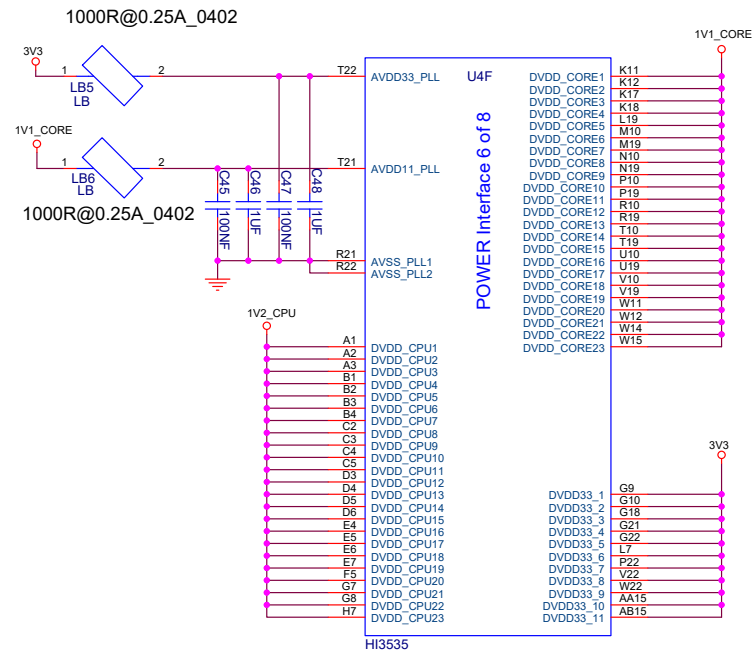 1000R@0.25A_0402
3V3
1
LB5
LB
2
T22
AVDD33_PLL
1V1_CORE
1
LB6
LB
2
T21
AVDD11_PLL
1000R@0.25A_0402
C45
100NF
C46
1UF
C47
100NF
C48
1UF
R21
AVSS_PLL1
R22
AVSS_PLL2
1V2_CPU
A1 DVDD_CPU1
A2 DVDD_CPU2
A3 DVDD_CPU3
B1 DVDD_CPU4
B2 DVDD_CPU5
B3 DVDD_CPU6
B4 DVDD_CPU7
C2 DVDD_CPU8
C3 DVDD_CPU9
C4 DVDD_CPU10
C5 DVDD_CPU11
D3 DVDD_CPU12
D4 DVDD_CPU13
D5 DVDD_CPU14
D6 DVDD_CPU15
E4 DVDD_CPU16
E5 DVDD_CPU17
E6 DVDD_CPU18
E7 DVDD_CPU19
F5 DVDD_CPU20
G7 DVDD_CPU21
G8 DVDD_CPU22
H7 DVDD_CPU23
U4F
POWER Interface 6 of 8
HI3535
1V1_CORE
DVDD_CORE1 K11
DVDD_CORE2 K12
DVDD_CORE3 K17
DVDD_CORE4 K18
DVDD_CORE5 L19
DVDD_CORE6 M10
DVDD_CORE7 M19
DVDD_CORE8 N10
DVDD_CORE9 N19
DVDD_CORE10 P10
DVDD_CORE11 P19
DVDD_CORE12 R10
DVDD_CORE13 R19
DVDD_CORE14 T10
DVDD_CORE15 T19
DVDD_CORE16 U10
DVDD_CORE17 U19
DVDD_CORE18 V10
DVDD_CORE19 V19
DVDD_CORE20 W11
DVDD_CORE21 W12
DVDD_CORE22 W14
DVDD_CORE23 W15
3V3
DVDD33_1 G9
DVDD33_2 G10
DVDD33_3 G18
DVDD33_4 G21
DVDD33_5 G22
DVDD33_6 L7
DVDD33_7 P22
DVDD33_8 V22
DVDD33_9 W22
DVDD33_10 AA15
DVDD33_11 AB15